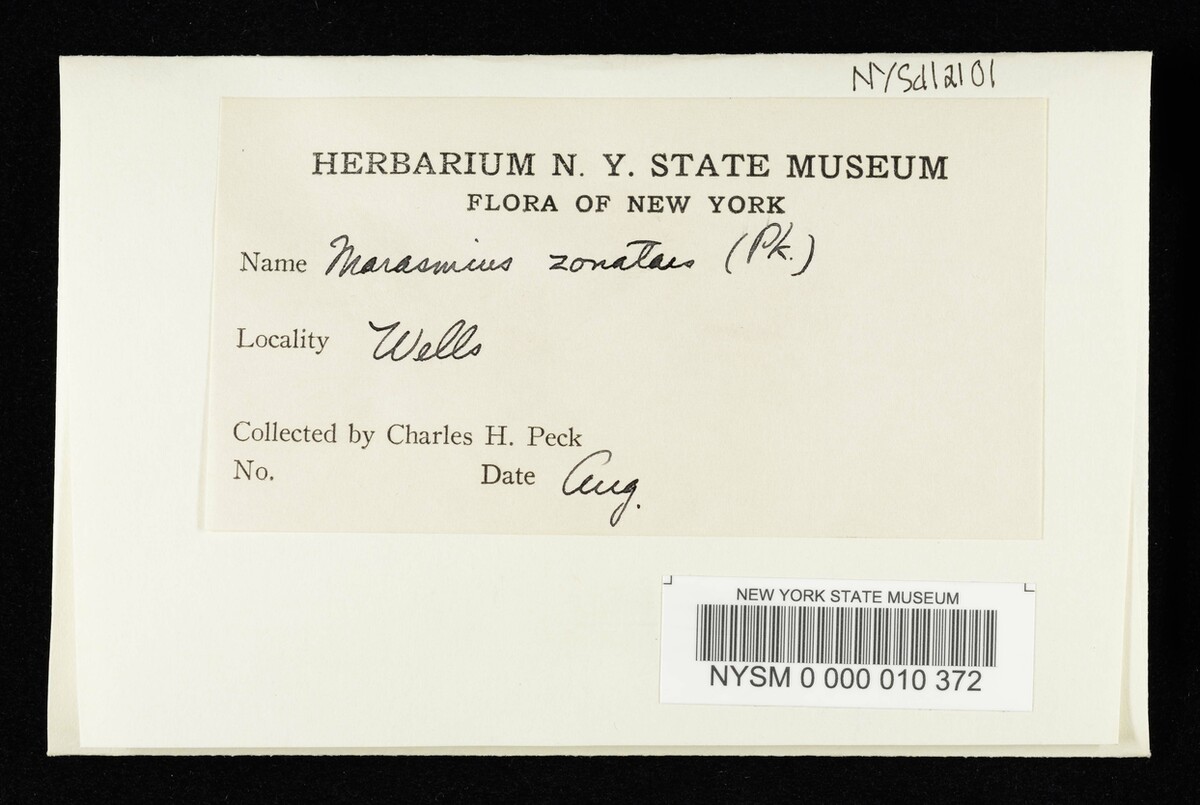 NYSd12101
HERBARIUM N. Y. STATE MUSEUM
FLORA OF NEW YORK
Name Marasmius zonatus (Pk.)
Locality Wells
Collected by Charles H. Peck
No. Date Aug.
NEW YORK STATE MUSEUM
NYSM 0 000 010 372